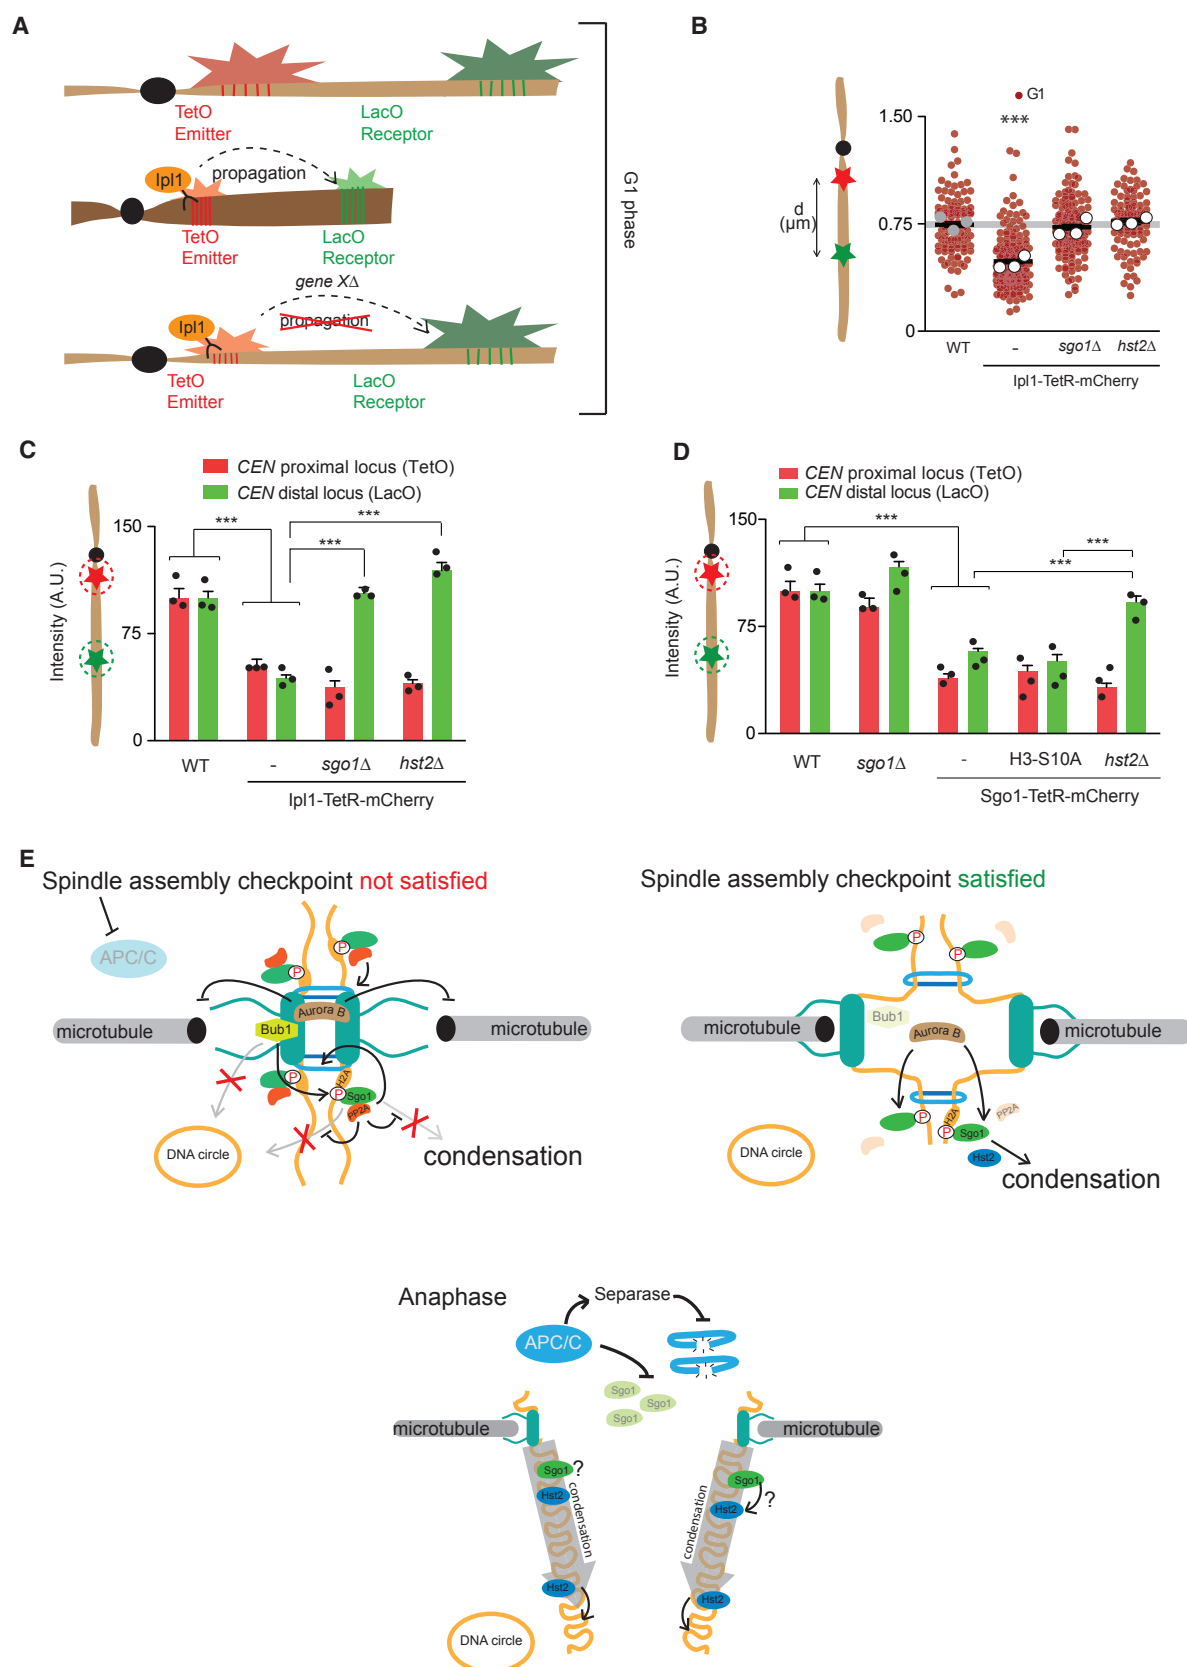 A
TetO
Emitter
LacO
Receptor
Ipl1
propagation
TetO
Emitter
LacO
Receptor
gene XΔ
Ipl1
propagation
TetO
Emitter
LacO
Receptor
G1 phase
B
d
(μm)
G1
***
1.50
0.75
0
WT
-
sgo1Δ
hst2Δ
Ipl1-TetR-mCherry
C
CEN proximal locus (TetO)
CEN distal locus (LacO)
Intensity (A.U.)
150
75
0
***
***
***
WT
-
sgo1Δ
hst2Δ
Ipl1-TetR-mCherry
D
CEN proximal locus (TetO)
CEN distal locus (LacO)
Intensity (A.U.)
150
75
0
***
***
***
WT
sgo1Δ
-
H3-S10A
hst2Δ
Sgo1-TetR-mCherry
E
Spindle assembly checkpoint not satisfied
APC/C
P
P
Aurora B
microtubule
Bub1
microtubule
P
H2A
P
Sgo1
PP2A
DNA circle
condensation
Spindle assembly checkpoint satisfied
P
P
Bub1
Aurora B
microtubule
microtubule
P
H2A
P
Sgo1
PP2A
Hst2
DNA circle
condensation
Anaphase
Separase
APC/C
Sgo1
Sgo1
Sgo1
microtubule
microtubule
Sgo1
?
Hst2
condensation
Hst2
Sgo1
?
Hst2
condensation
Hst2
DNA circle